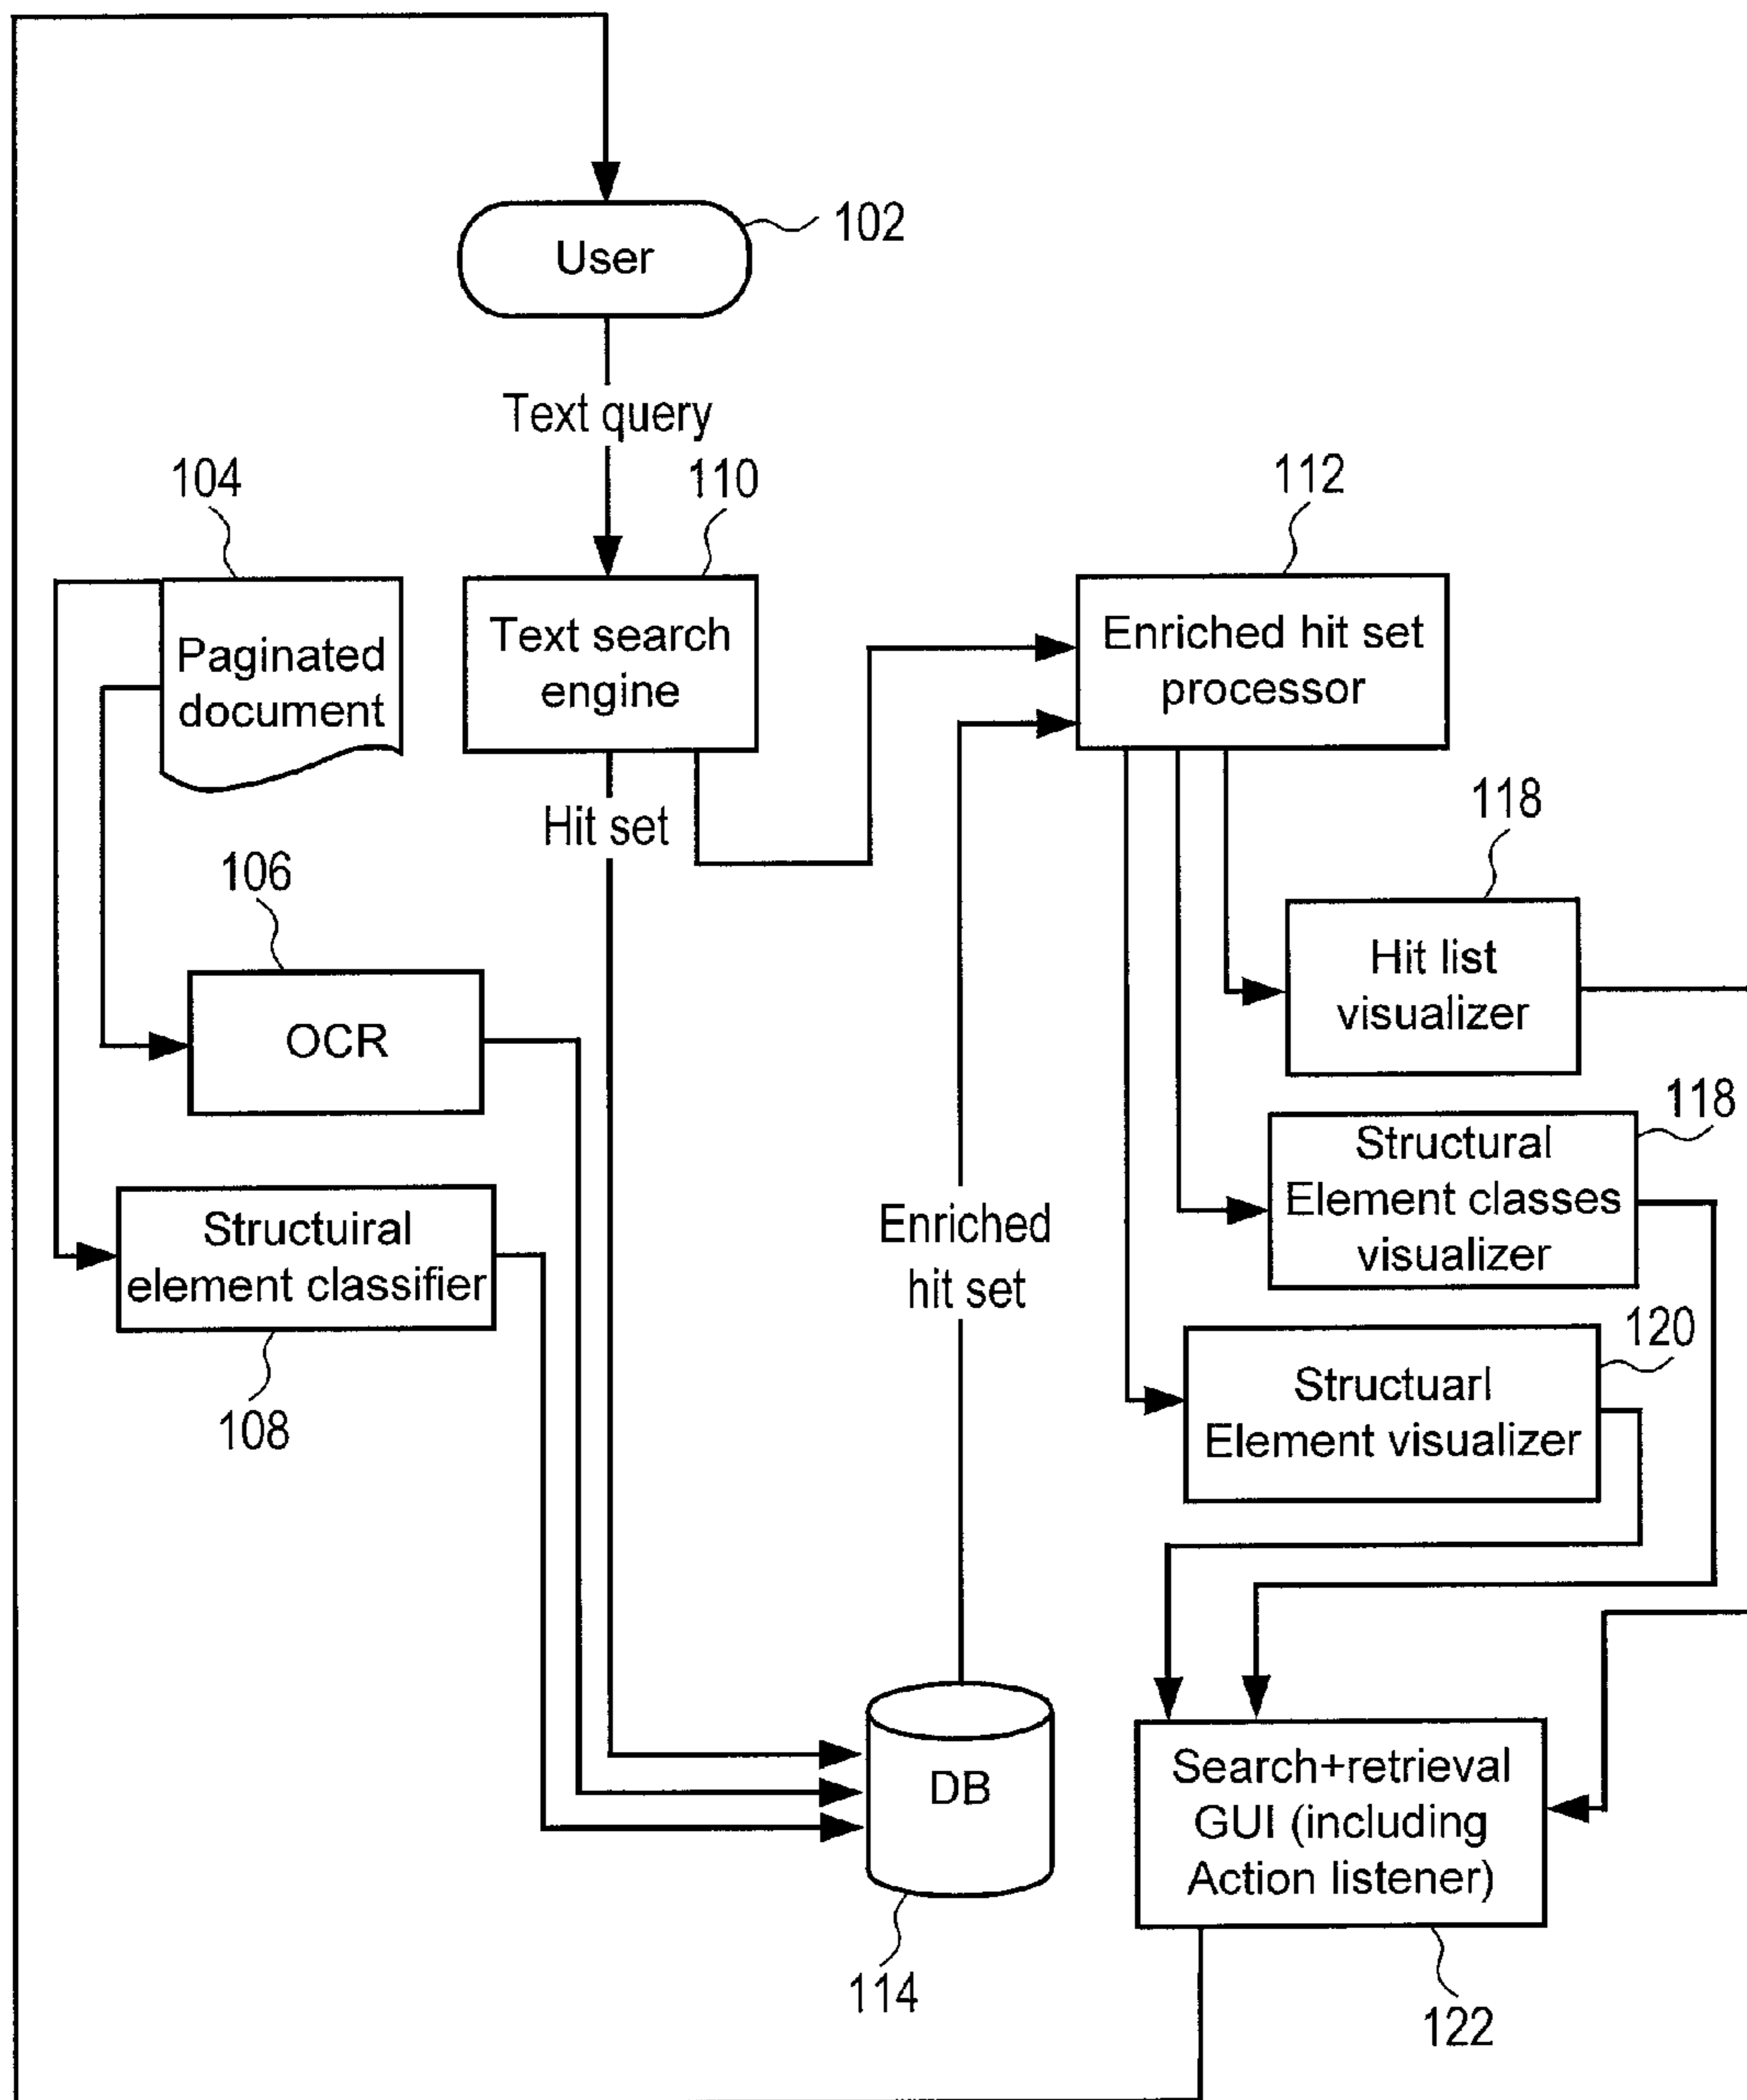 102
User
Text query
104
110
112
Paginated
document
Text search
engine
Enriched hit set
processor
Hit set
118
106
Hit list
visualizer
OCR
118
Structural
Element classes
visualizer
Structuiral
element classifier
Enriched
hit set
108
120
Structuarl
Element visualizer
DB
Search+retrieval
GUI (including
Action listener)
114
122